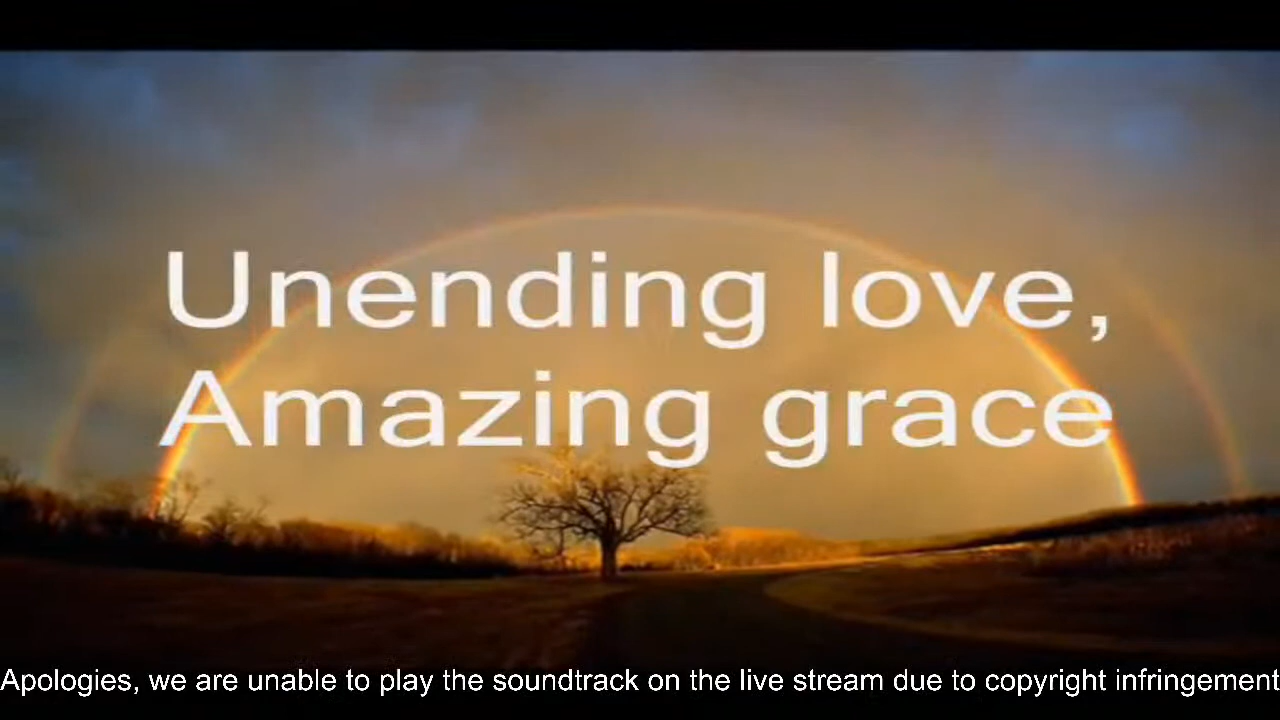 Unending love,
Amazing grace
Apologies, we are unable to play the soundtrack on the live stream due to copyright infringement